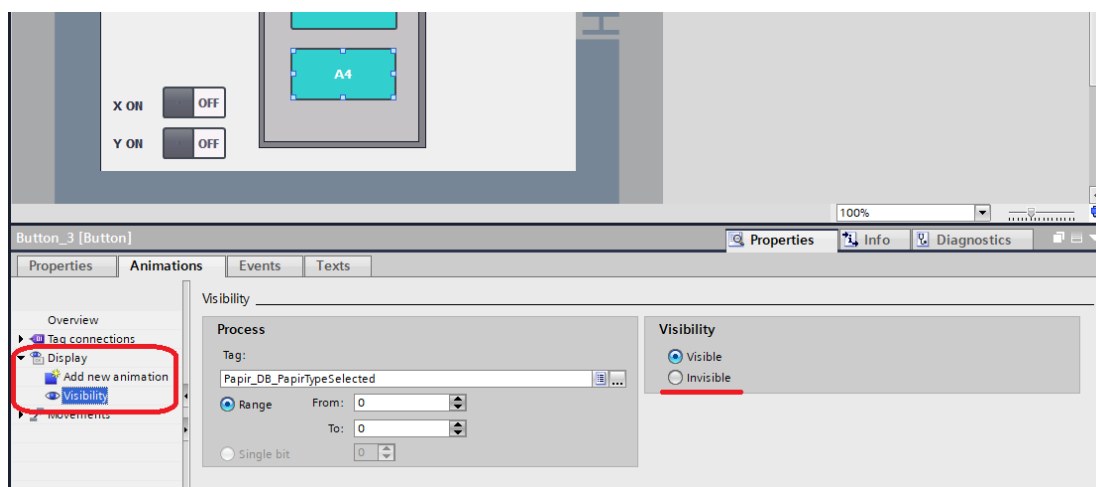 H
A4
X ON OFF
Y ON OFF
100%
Button_3 [Button]
Properties Info Diagnostics
Properties Animations Events Texts
Visibility
Overview
Tag connections
Display
Add new animation
Visibility
Movements
Process
Tag:
Papir_DB_PapirTypeSelected
...
Range From: 0
To: 0
Single bit 0
Visibility
Visible
Invisible